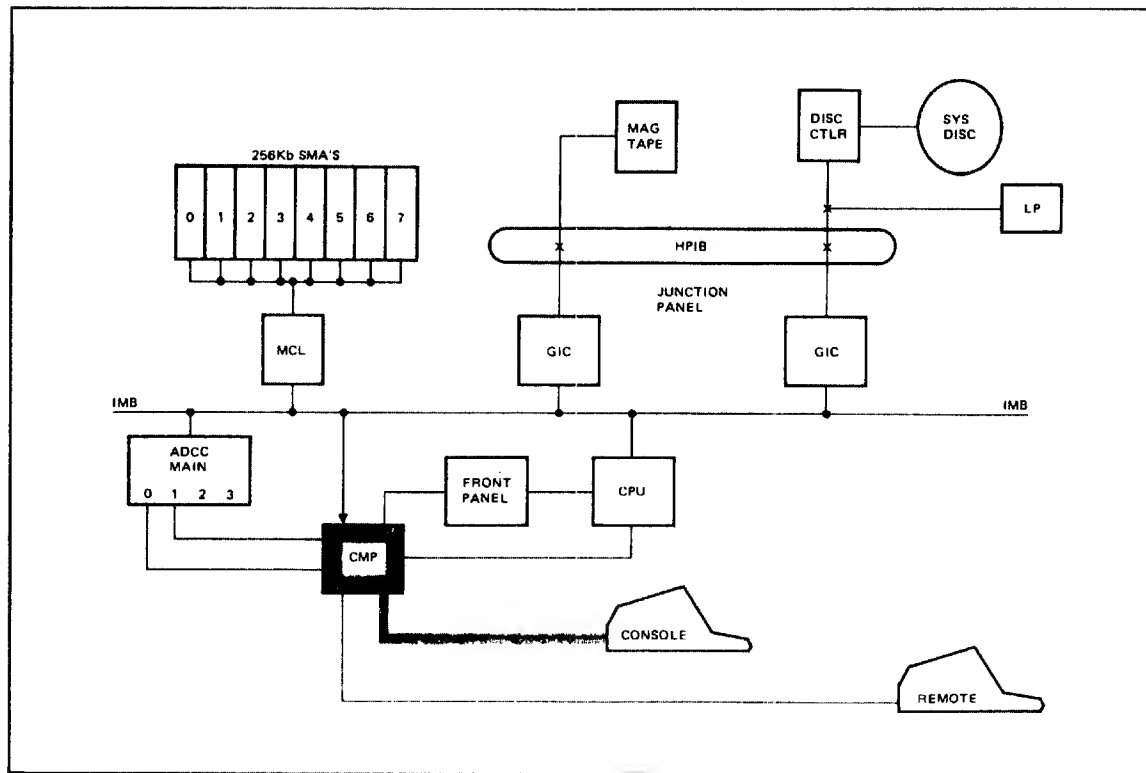 256Kb SMA'S
0 1 2 3 4 5 6 7
MCL
MAG
TAPE
DISC
CTLR
SYS
DISC
LP
HPIB
JUNCTION
PANEL
GIC
GIC
IMB
IMB
ADCC
MAIN
0 1 2 3
FRONT
PANEL
CPU
CMP
CONSOLE
REMOTE